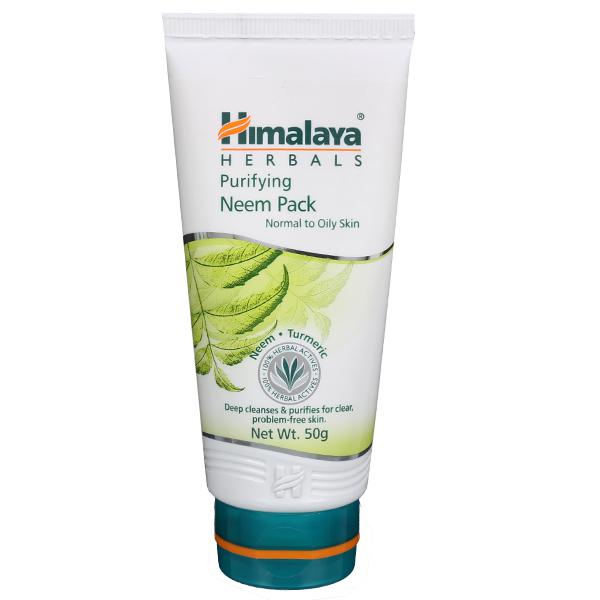 Himalaya®
HERBALS
Purifying
Neem Pack
Normal to Oily Skin
Neem • Turmeric
100% HERBAL ACTIVES
100% HERBAL ACTIVES
Deep cleanses & purifies for clear,
problem-free skin.
Net Wt. 50g